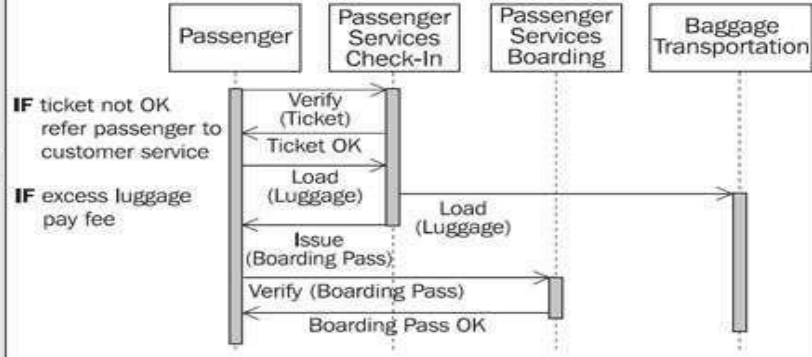 Passenger
Passenger
Services
Check-In
Passenger
Services
Boarding
Baggage
Transportation
IF ticket not OK
refer passenger to
customer service
Verify
(Ticket)
Ticket OK
Load
(Luggage)
IF excess luggage
pay fee
Load
(Luggage)
Issue
(Boarding Pass)
Verify (Boarding Pass)
Boarding Pass OK